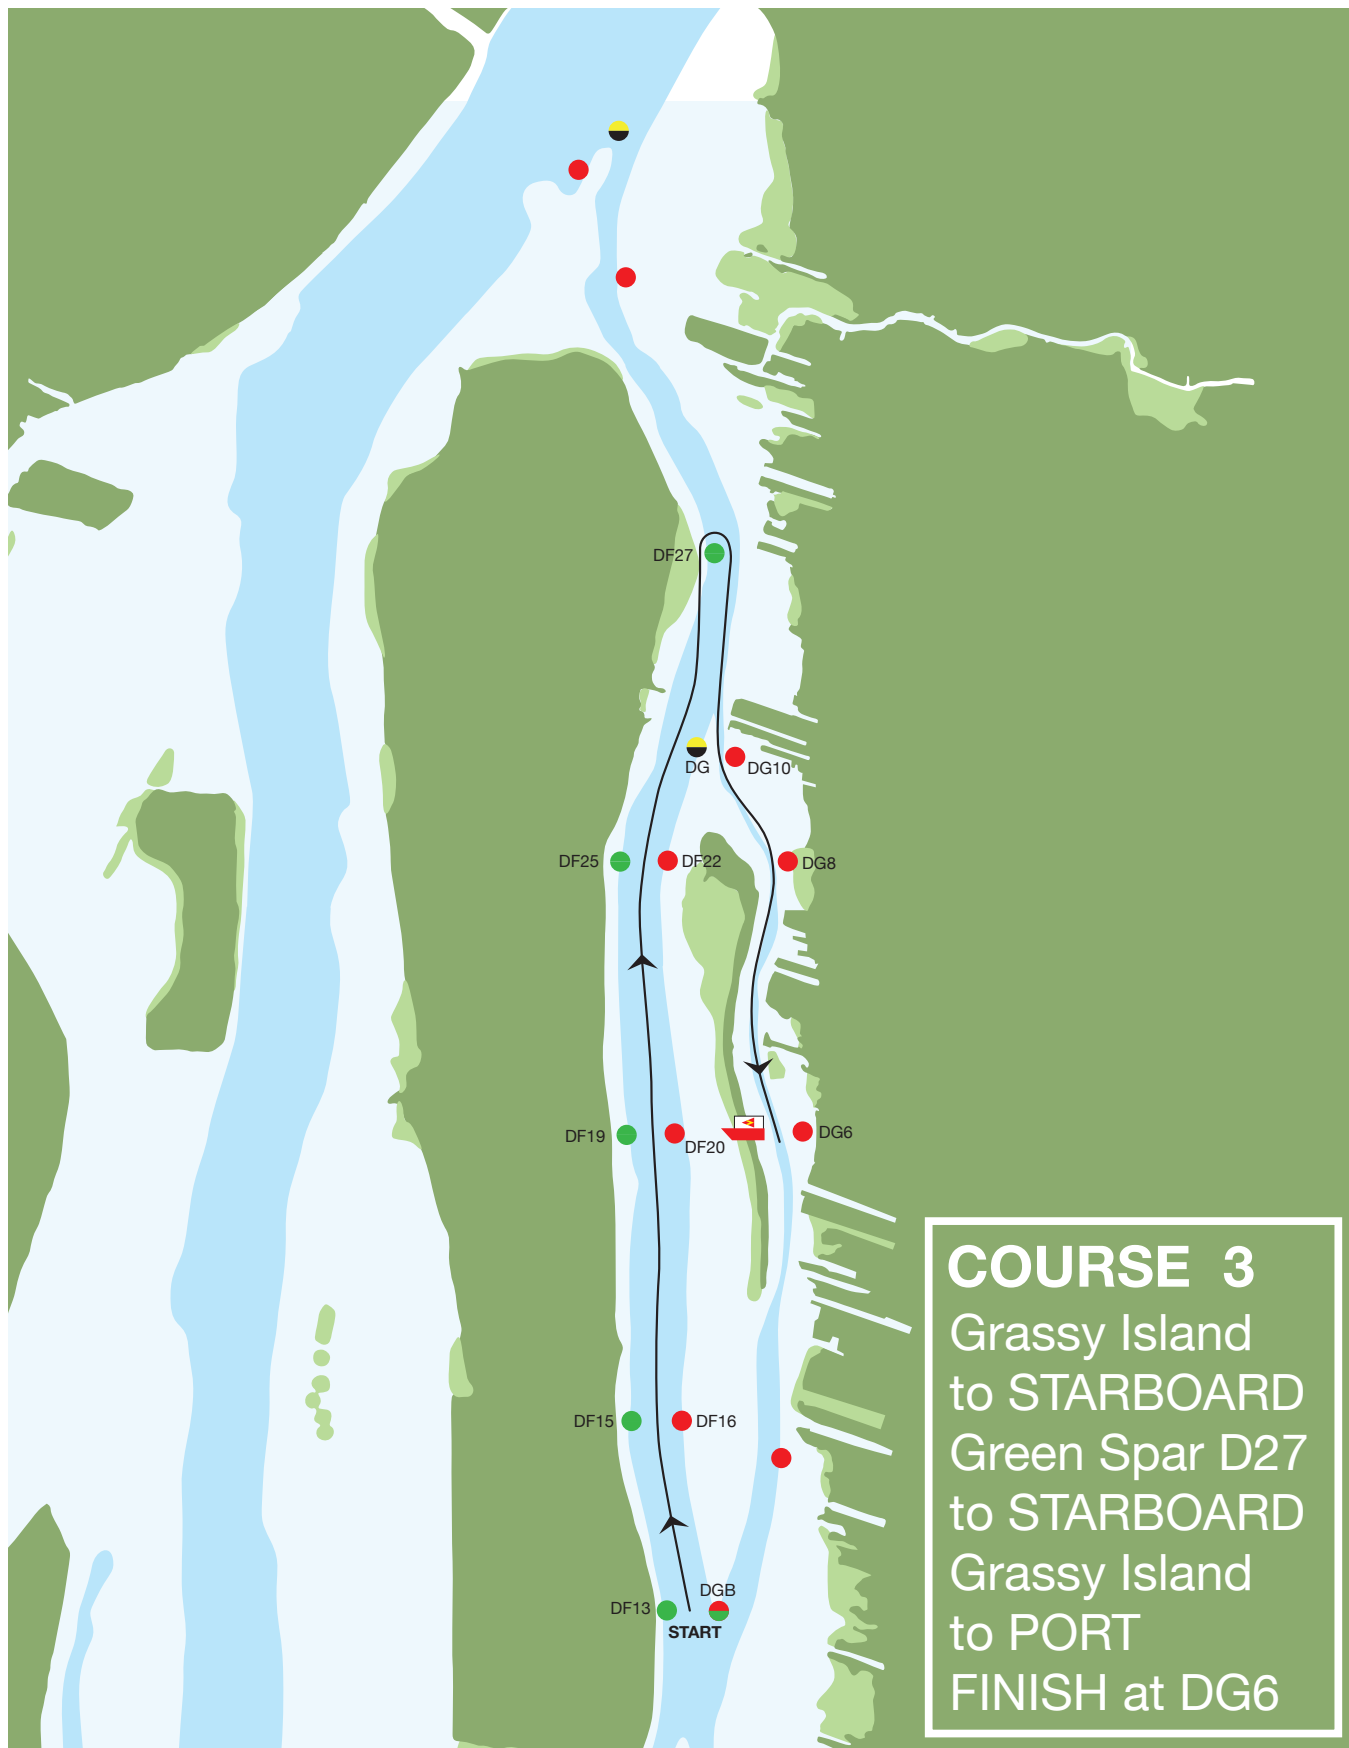 DF27
DG
DG10
DF25
DF22
DG8
DF19
DF20
DG6
DF15
DF16
DGB
DF13
START
COURSE 3
Grassy Island
to STARBOARD
Green Spar D27
to STARBOARD
Grassy Island
to PORT
FINISH at DG6